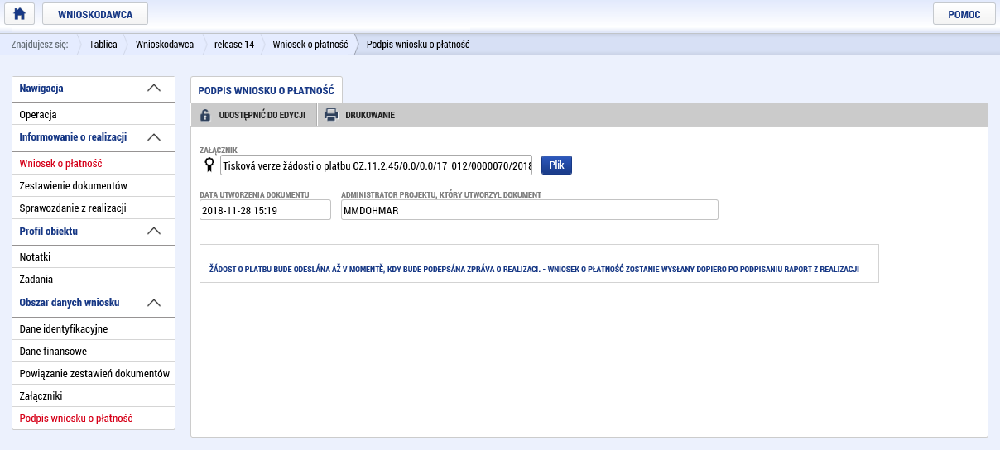 WNIOSKODAWCA
POMOC
Znajdujesz się: Tablica Wnioskodawca release 14 Wniosek o płatność Podpis wniosku o płatność
Nawigacja
Operacja
Informowanie o realizacji
Wniosek o płatność
Zestawienie dokumentów
Sprawozdanie z realizacji
Profil obiektu
Notatki
Zadania
Obszar danych wniosku
Dane identyfikacyjne
Dane finansowe
Powiązanie zestawień dokumentów
Załączniki
Podpis wniosku o płatność
PODPIS WNIOSKU O PŁATNOŚĆ
UDOSTĘPNIĆ DO EDYCJI DRUKOWANIE
ZAŁĄCZNIK
Tisková verze žádosti o platbu CZ.11.2.45/0.0/0.0/17_012/0000070/2018 Plik
DATA UTWORZENIA DOKUMENTU ADMINISTRATOR PROJEKTU, KTÓRY UTWORZYŁ DOKUMENT
2018-11-28 15:19 MMDOHMAR
ŽÁDOST O PLATBU BUDE ODESLÁNA AŽ V MOMENTĚ, KDY BUDE PODEPSÁNA ZPRÁVA O REALIZACI. - WNIOSEK O PŁATNOŚĆ ZOSTANIE WYSŁANY DOPIERO PO PODPISANIU RAPORT Z REALIZACJI